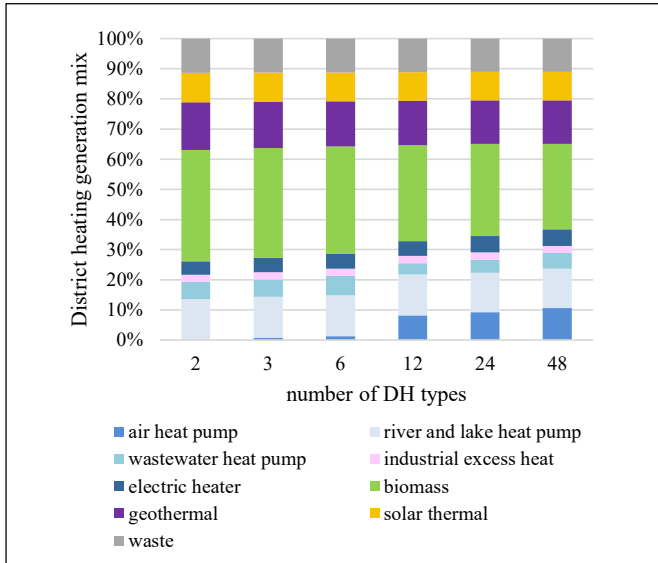 100%
90%
80%
70%
60%
50%
40%
30%
20%
10%
0%
District heating generation mix
2 3 6 12 24 48
number of DH types
air heat pump river and lake heat pump
wastewater heat pump industrial excess heat
electric heater biomass
geothermal solar thermal
waste